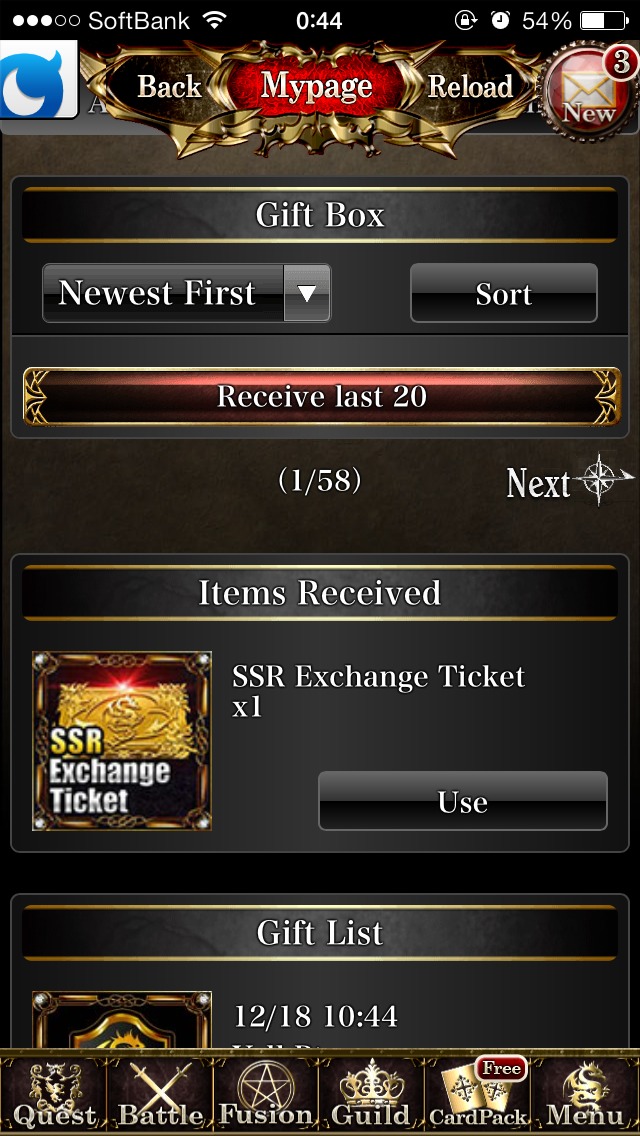 SoftBank 0:44 54%
Back Mypage Reload 3
New
Gift Box
Newest First Sort
Receive last 20
(1/58) Next
Items Received
SSR Exchange Ticket
x1
SSR
Exchange
Ticket
Use
Gift List
12/18 10:44
Free
Quest Battle Fusion Guild CardPack Menu